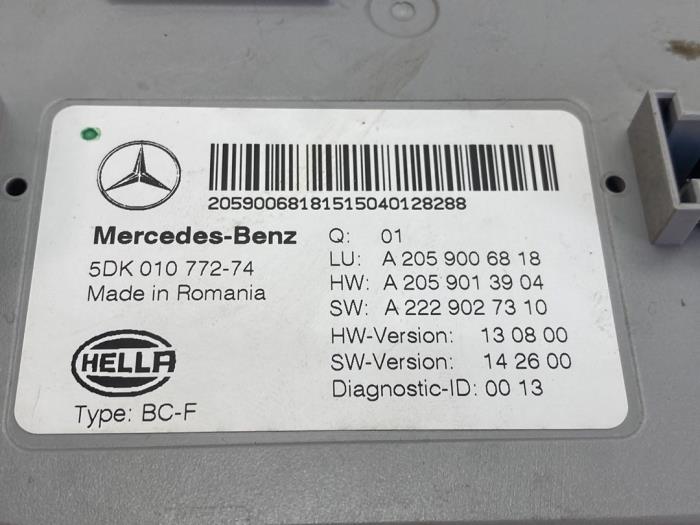 20590068181515040128288
Mercedes-Benz
5DK 010 772-74
Made in Romania
HELLA
Type: BC-F
Q: 01
LU: A 205 900 68 18
HW: A 205 901 39 04
SW: A 222 902 73 10
HW-Version: 13 08 00
SW-Version: 14 26 00
Diagnostic-ID: 00 13